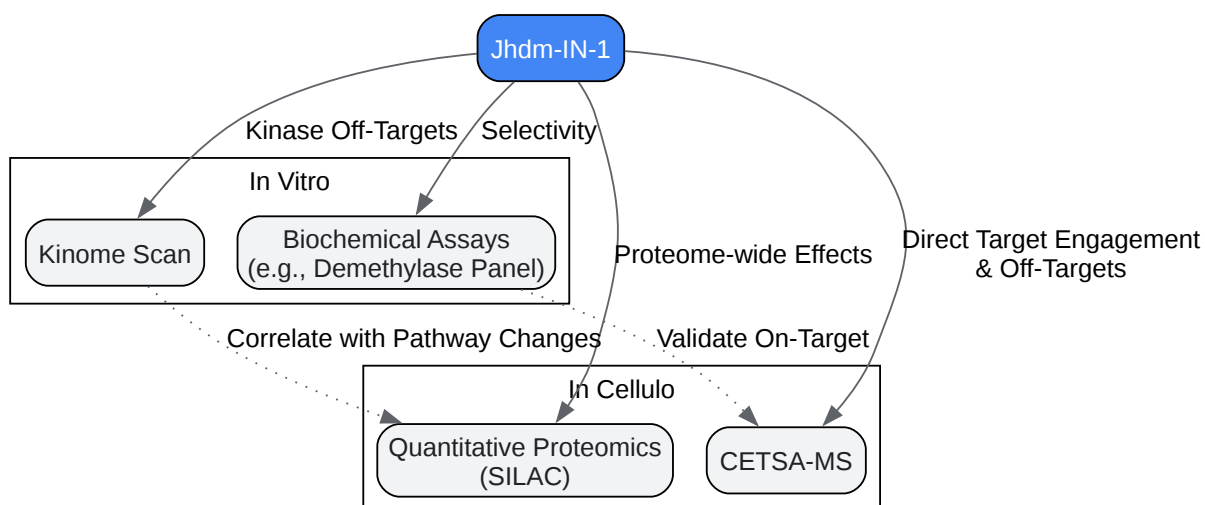 Jhdm-IN-1
Kinase Off-Targets
Selectivity
In Vitro
Kinome Scan
Biochemical Assays
(e.g., Demethylase Panel)
Proteome-wide Effects
Direct Target Engagement
& Off-Targets
Correlate with Pathway Changes
Validate On-Target
In Cellulo
Quantitative Proteomics
(SILAC)
CETSA-MS